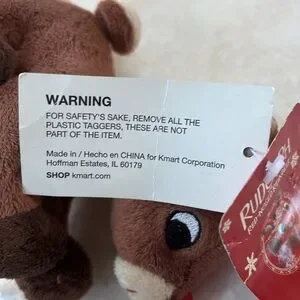 WARNING
FOR SAFETY'S SAKE, REMOVE ALL THE
PLASTIC TAGGERS, THESE ARE NOT
PART OF THE ITEM.
Made in / Hecho en CHINA for Kmart Corporation
Hoffman Estates, IL 60179
SHOP kmart.com